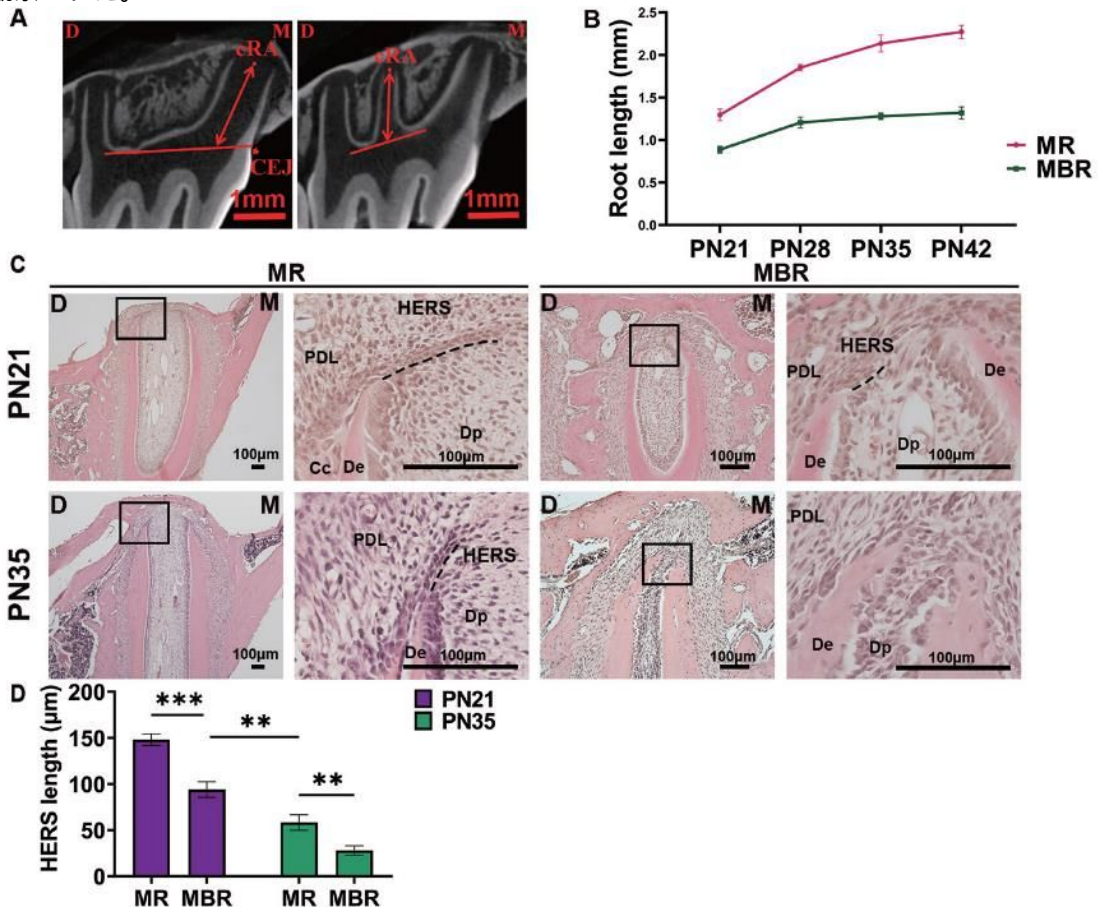 A
D
M
cRA
CEJ
1mm
D
M
cRA
1mm
B
Root length (mm)
2.5
2.0
1.5
1.0
0.5
0.0
PN21
PN28
PN35
PN42
MR
MBR
C
MR
MBR
PN21
D
M
100μm
HERS
PDL
Dp
Cc
De
100μm
D
M
100μm
HERS
PDL
De
Dp
De
100μm
PN35
D
M
100μm
PDL
HERS
Dp
De
100μm
D
M
100μm
PDL
De
Dp
100μm
D
HERS length (μm)
200
150
100
50
0
***
**
**
MR
MBR
MR
MBR
PN21
PN35